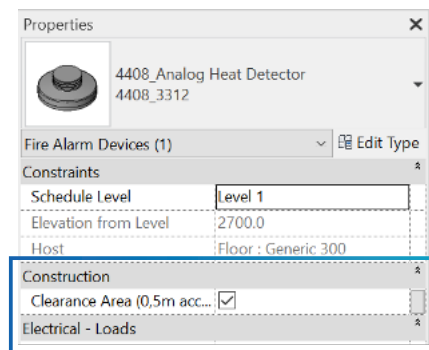 Properties
4408_Analog Heat Detector
4408_3312
Fire Alarm Devices (1)
Edit Type
Constraints
Schedule Level Level 1
Elevation from Level 2700.0
Host Floor : Generic 300
Construction
Clearance Area (0,5m acc...
Electrical - Loads